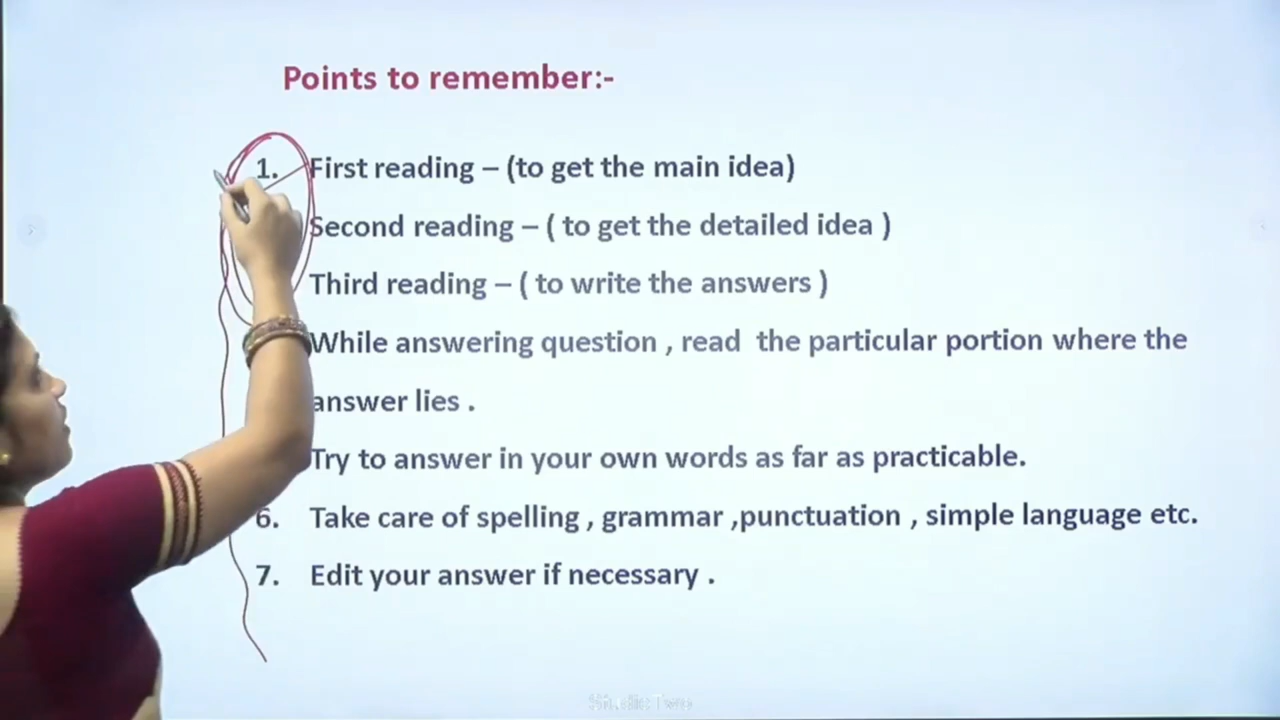 Points to remember:-
1. First reading – (to get the main idea)
Second reading – ( to get the detailed idea )
Third reading – ( to write the answers )
While answering question , read the particular portion where the
answer lies .
Try to answer in your own words as far as practicable.
6. Take care of spelling , grammar ,punctuation , simple language etc.
7. Edit your answer if necessary .
Studio Two